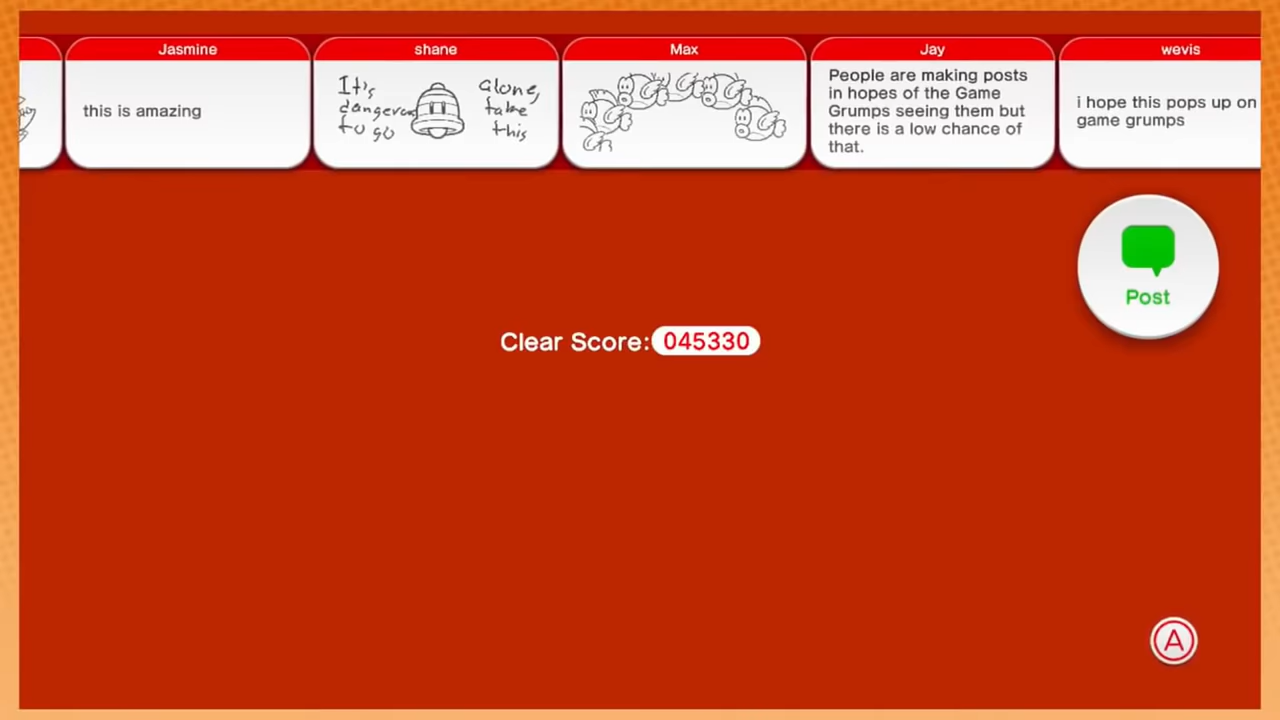 Jasmine
this is amazing
shane
It's
dangerous
to go
alone,
take
this
Max
Jay
People are making posts
in hopes of the Game
Grumps seeing them but
there is a low chance of
that.
wevis
i hope this pops up on
game grumps
Post
Clear Score: 045330
A